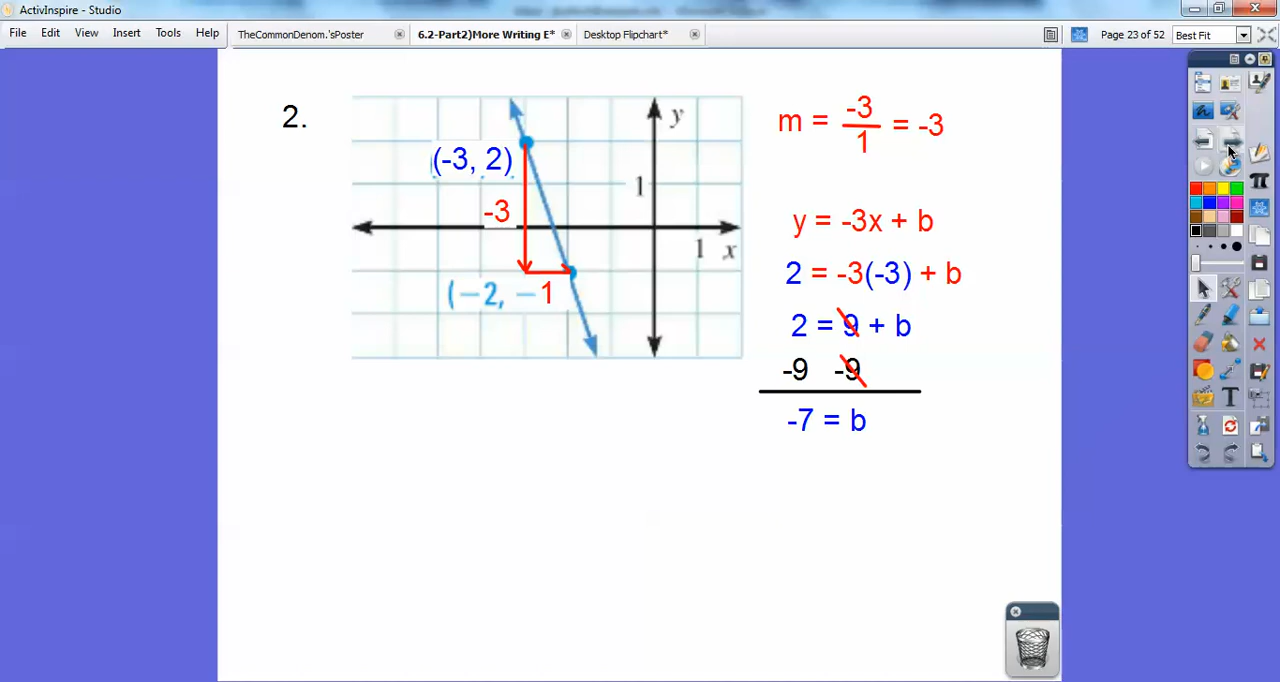 ActivInspire - Studio
File Edit View Insert Tools Help
TheCommonDenom.'sPoster
6.2-Part2)More Writing E*
Desktop Flipchart*
Page 23 of 52
Best Fit
2.
y
(-3, 2)
1
-3
1 x
(−2, −1
m = -3/1 = -3
y = -3x + b
2 = -3(-3) + b
2 = 9 + b
-9 -9
-7 = b
T